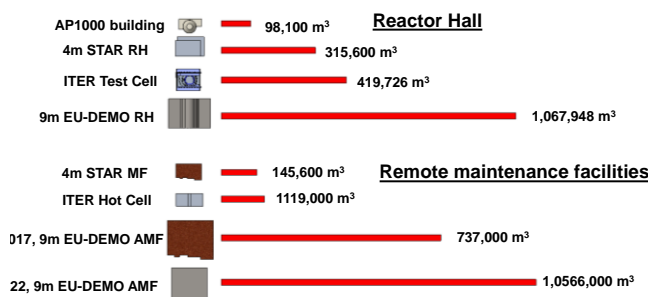 Reactor Hall
AP1000 building 98,100 m³
4m STAR RH 315,600 m³
ITER Test Cell 419,726 m³
9m EU-DEMO RH 1,067,948 m³
Remote maintenance facilities
4m STAR MF 145,600 m³
ITER Hot Cell 1119,000 m³
017, 9m EU-DEMO AMF 737,000 m³
22, 9m EU-DEMO AMF 1,0566,000 m³